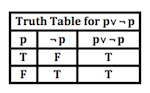 Truth Table for p∨ ¬ p
p ¬ p p∨ ¬ p
T F T
F T T